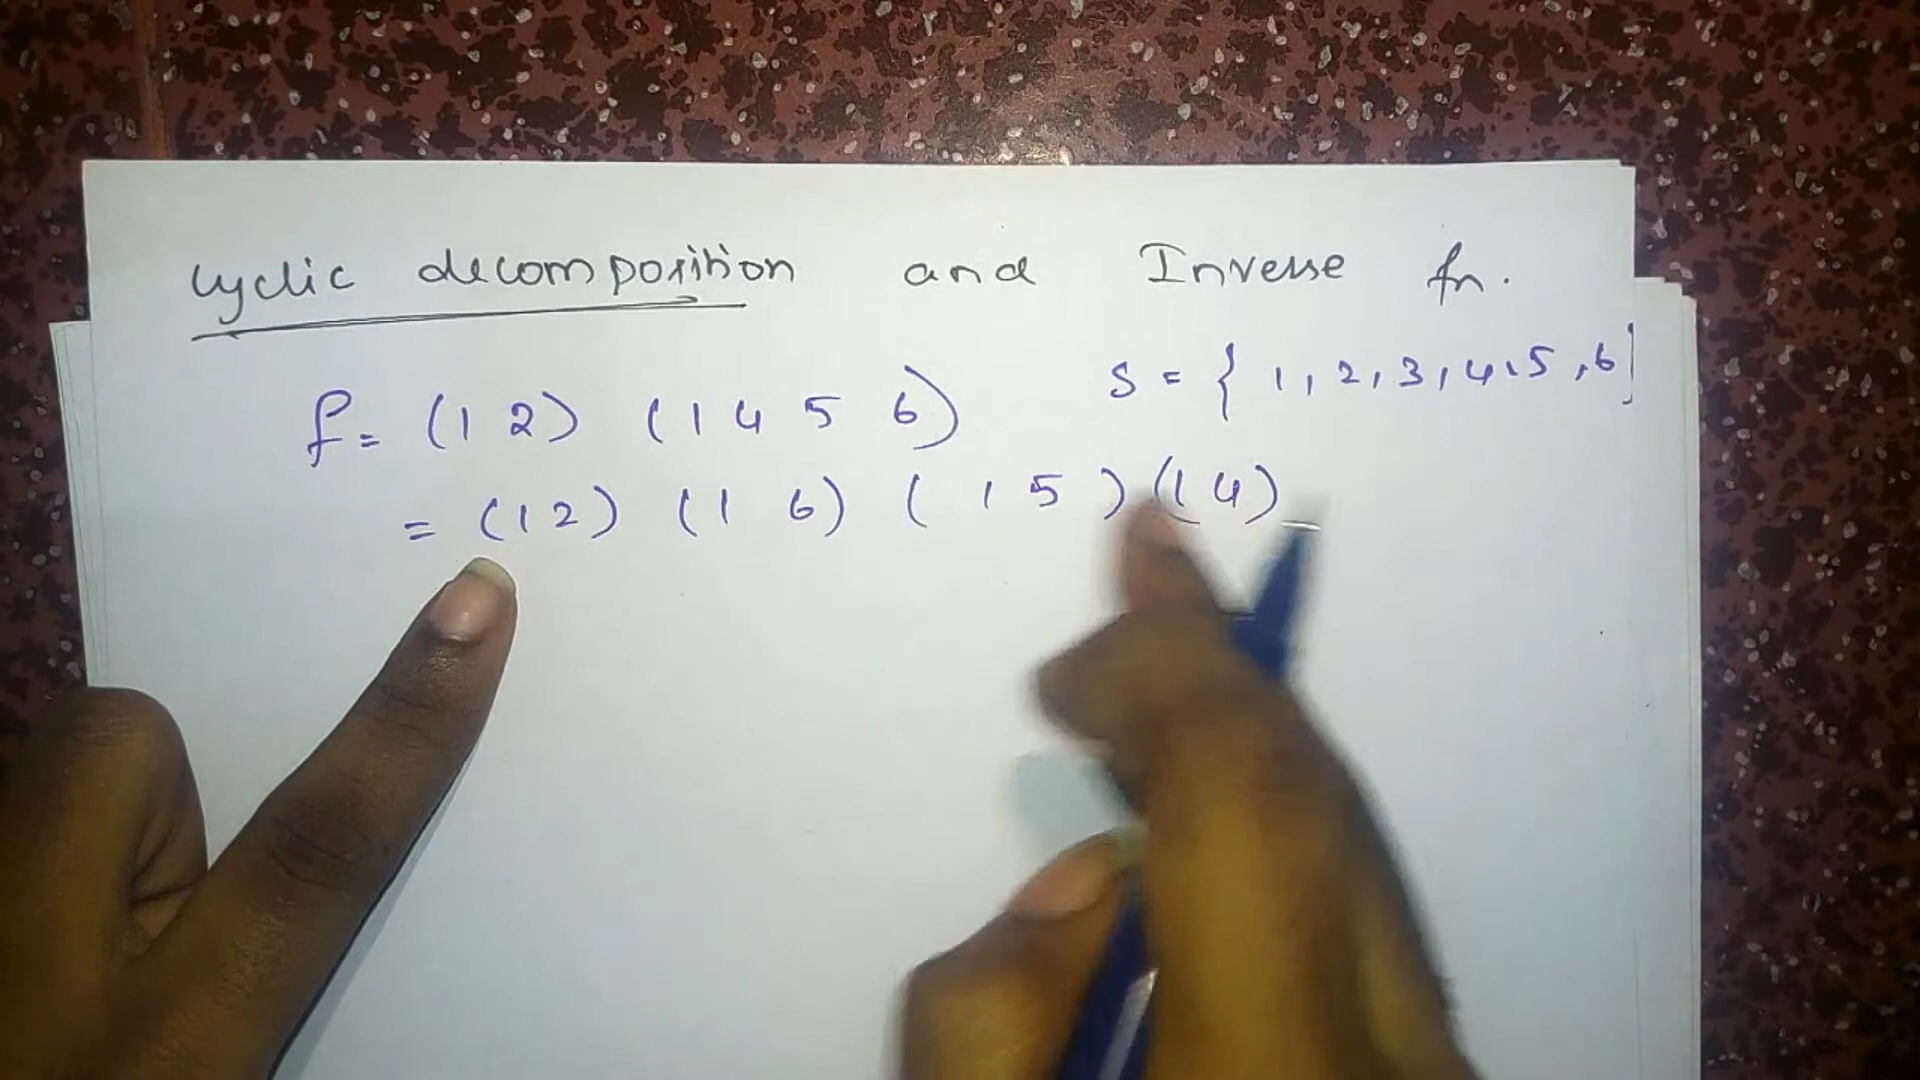 cyclic decomposition and Inverse fn.
S = { 1, 2, 3, 4, 5, 6 }
f = (1 2) (1 4 5 6)
= (1 2) (1 6) (1 5) (1 4)